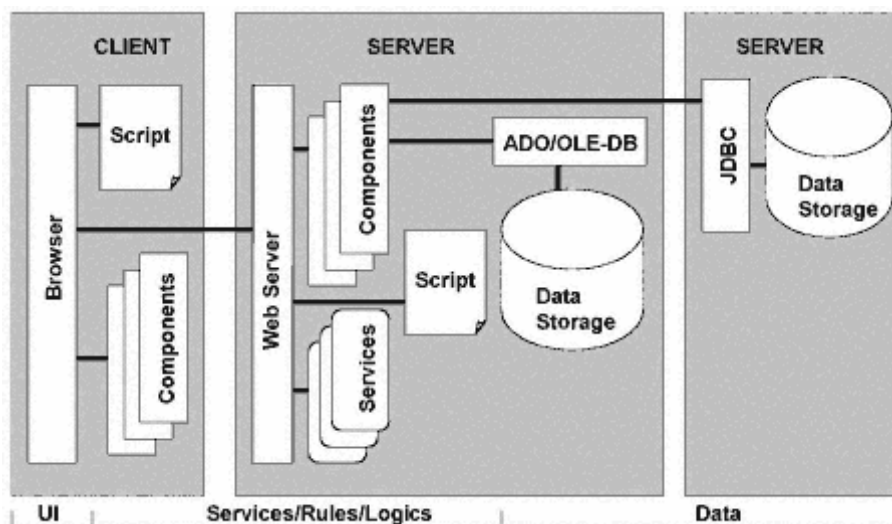 CLIENT
SERVER
SERVER
Browser
Script
Components
Web Server
Components
Script
Services
ADO/OLE-DB
Data
Storage
JDBC
Data
Storage
UI
Services/Rules/Logics
Data